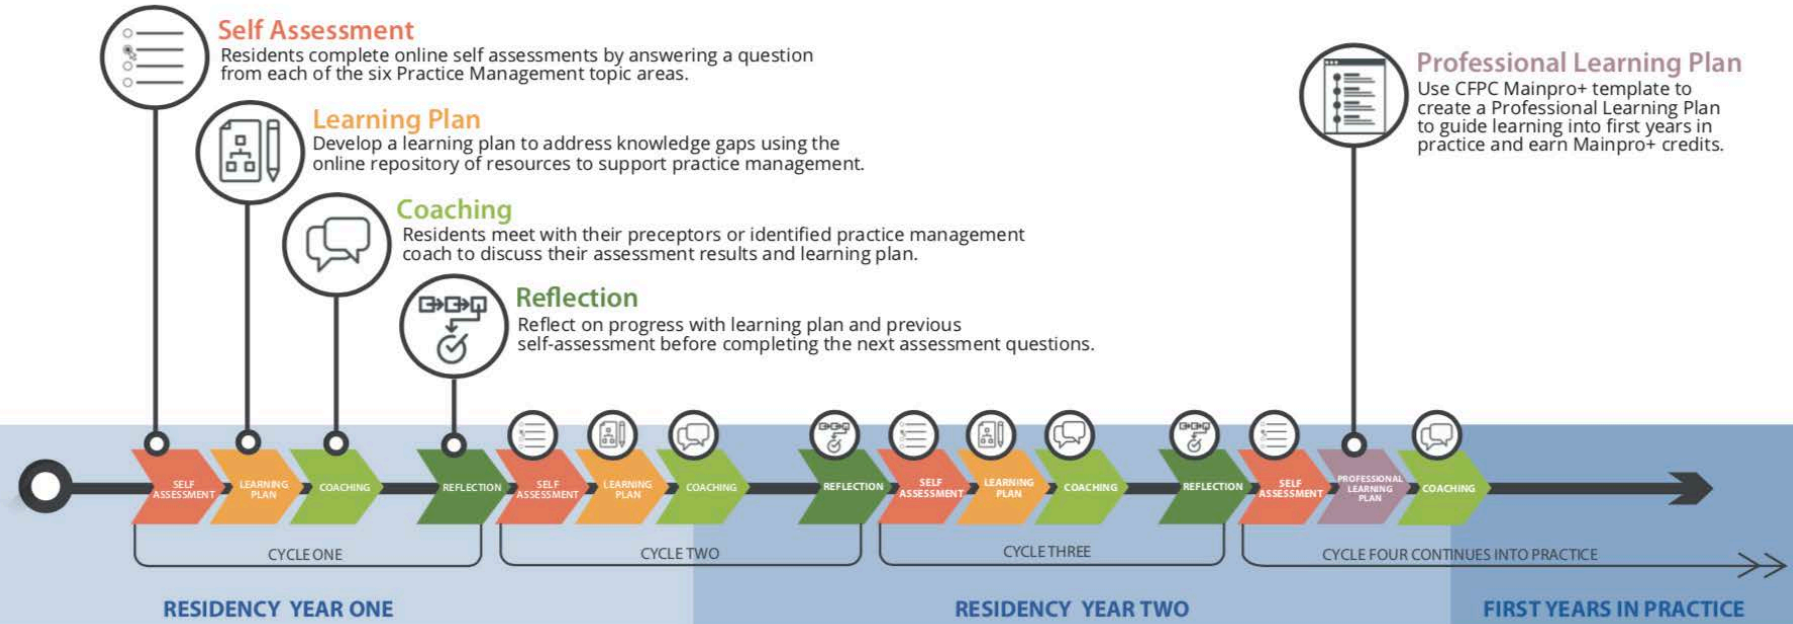 Self Assessment
Residents complete online self assessments by answering a question
from each of the six Practice Management topic areas.
Learning Plan
Develop a learning plan to address knowledge gaps using the
online repository of resources to support practice management.
Coaching
Residents meet with their preceptors or identified practice management
coach to discuss their assessment results and learning plan.
Reflection
Reflect on progress with learning plan and previous
self-assessment before completing the next assessment questions.
Professional Learning Plan
Use CFPC Mainpro+ template to
create a Professional Learning Plan
to guide learning into first years in
practice and earn Mainpro+ credits.
SELF
ASSESSMENT
LEARNING
PLAN
COACHING
REFLECTION
SELF
ASSESSMENT
LEARNING
PLAN
COACHING
REFLECTION
SELF
ASSESSMENT
LEARNING
PLAN
COACHING
REFLECTION
SELF
ASSESSMENT
PROFESSIONAL
LEARNING
PLAN
COACHING
CYCLE ONE
CYCLE TWO
CYCLE THREE
CYCLE FOUR CONTINUES INTO PRACTICE
RESIDENCY YEAR ONE
RESIDENCY YEAR TWO
FIRST YEARS IN PRACTICE